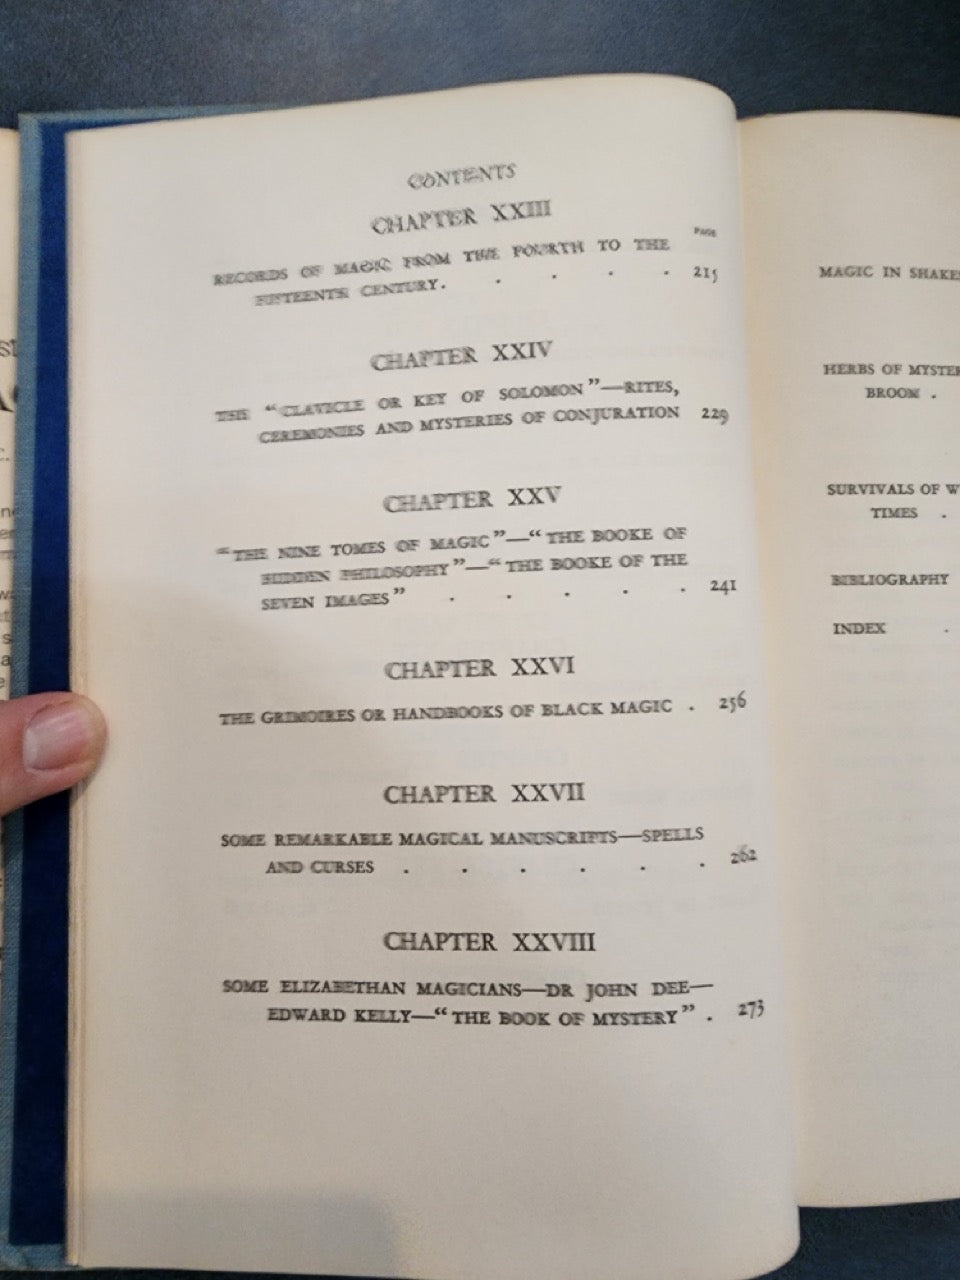 CONTENTS
CHAPTER XXIII
PAGE
RECORDS OF MAGIC FROM THE FOURTH TO THE
FIFTEENTH CENTURY. . . . . 215
CHAPTER XXIV
THE "CLAVICLE OR KEY OF SOLOMON"—RITES,
CEREMONIES AND MYSTERIES OF CONJURATION 229
CHAPTER XXV
"THE NINE TOMES OF MAGIC"—"THE BOOKE OF
HIDDEN PHILOSOPHY"—"THE BOOKE OF THE
SEVEN IMAGES" . . . . . 241
CHAPTER XXVI
THE GRIMOIRES OR HANDBOOKS OF BLACK MAGIC . 256
CHAPTER XXVII
SOME REMARKABLE MAGICAL MANUSCRIPTS—SPELLS
AND CURSES . . . . . . 262
CHAPTER XXVIII
SOME ELIZABETHAN MAGICIANS—DR JOHN DEE—
EDWARD KELLY—"THE BOOK OF MYSTERY" . 273
MAGIC IN SHAKES
HERBS OF MYSTER
BROOM .
SURVIVALS OF W
TIMES .
BIBLIOGRAPHY
INDEX .